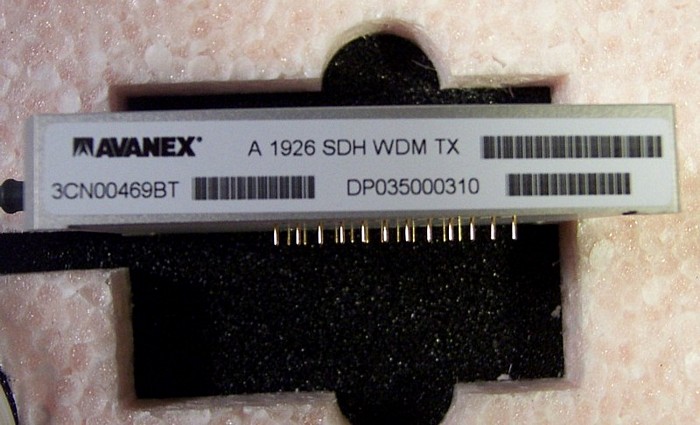 AVANEX A 1926 SDH WDM TX
3CN00469BT DP035000310